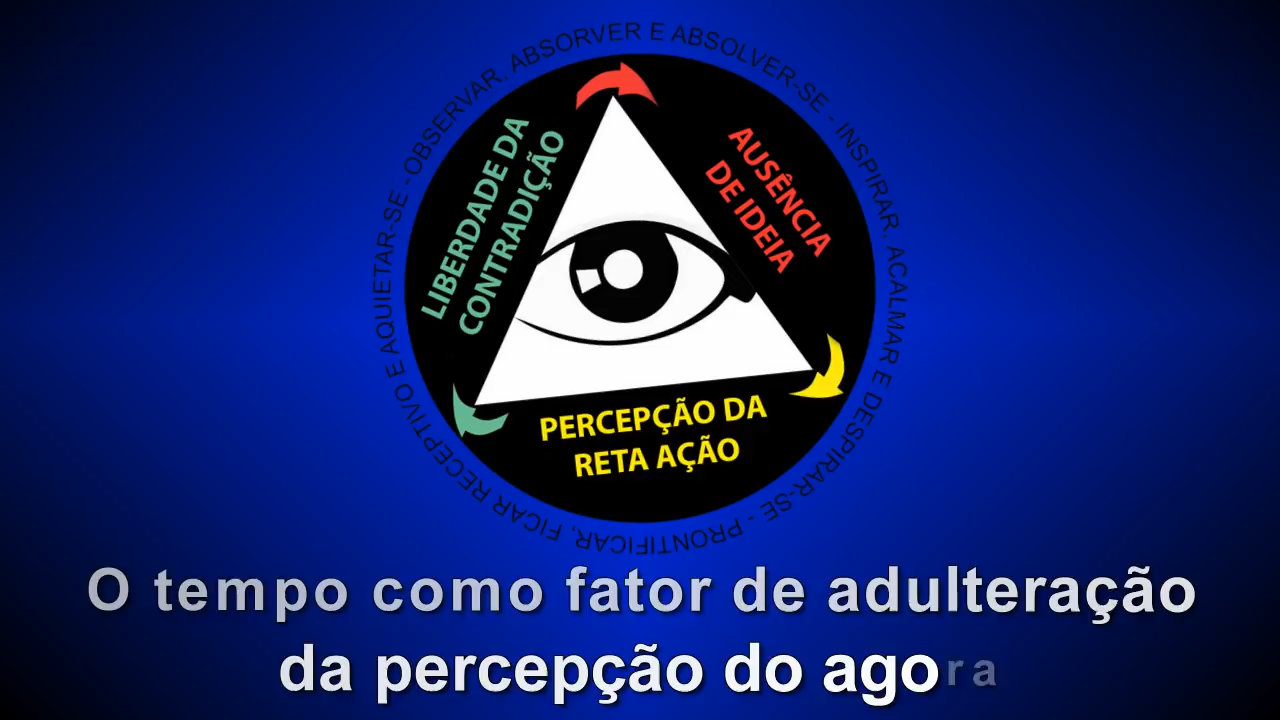 OBSERVAR, ABSORVER E ABSOLVER-SE - INSPIRAR, ACALMAR E DESPIRAR-SE - PRONTIFICAR, FICAR RECEPTIVO E AQUIETAR-SE -
LIBERDADE DA
CONTRADIÇÃO
AUSÊNCIA
DE IDEIA
PERCEPÇÃO DA
RETA AÇÃO
O tempo como fator de adulteração
da percepção do agora